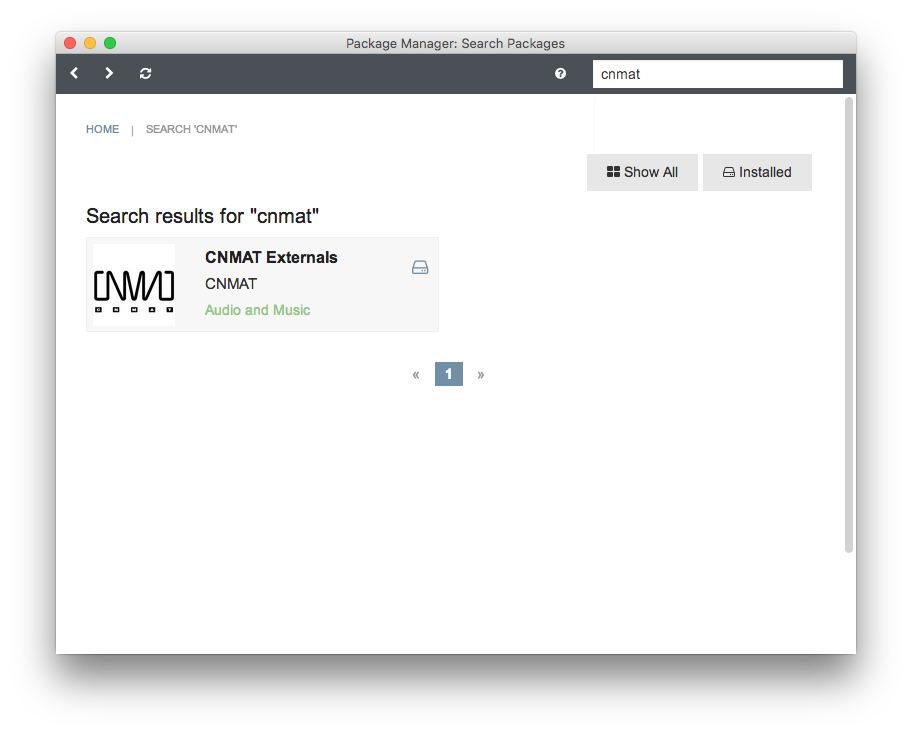 Package Manager: Search Packages
cnmat
HOME | SEARCH 'CNMAT'
Show All
Installed
Search results for "cnmat"
CNMAT Externals
CNMAT
Audio and Music
CNMAT
« 1 »